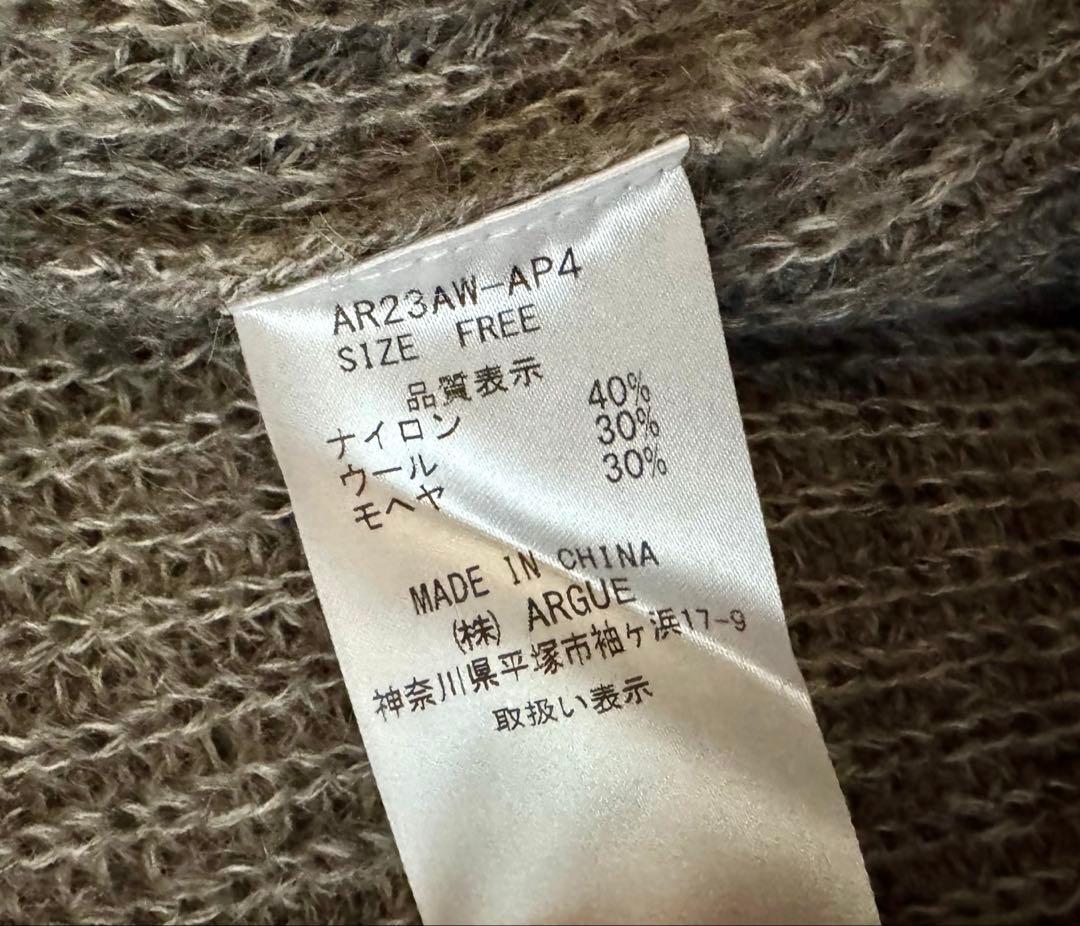 AR23AW-AP4
SIZE FREE
品質表示
ナイロン 40%
ウール 30%
モヘヤ 30%
MADE IN CHINA
㈱ ARGUE
神奈川県平塚市袖ヶ浜17-9
取扱い表示